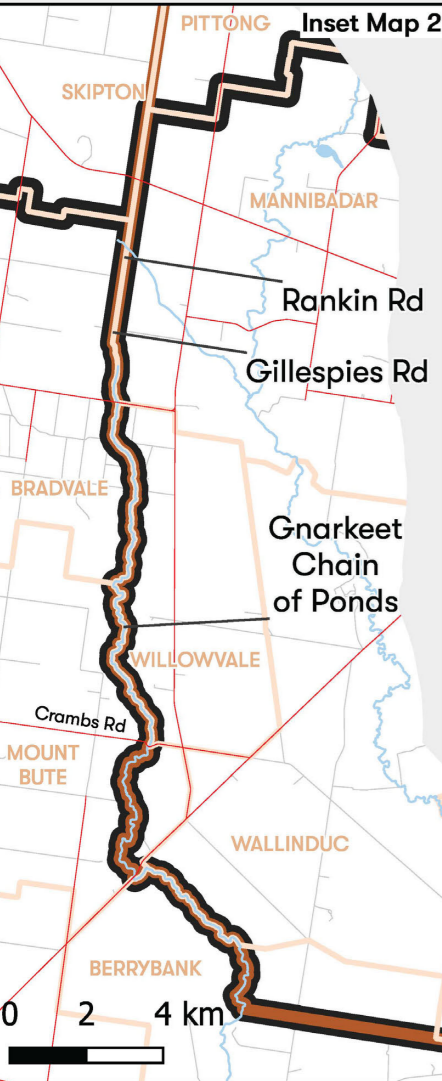 PITTONG
Inset Map 2
SKIPTON
MANNIBADAR
Rankin Rd
Gillespies Rd
BRADVALE
Gnarkeet
Chain
of Ponds
WILLOWVALE
Crambs Rd
MOUNT
BUTE
WALLINDUC
BERRYBANK
0 2 4 km